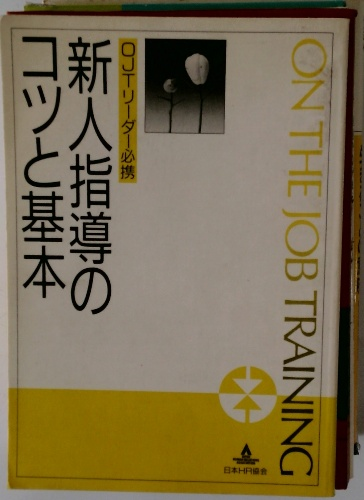 OJTリーダー必携
新人指導の
コツと基本
ON THE JOB TRAINING
日本HR協会